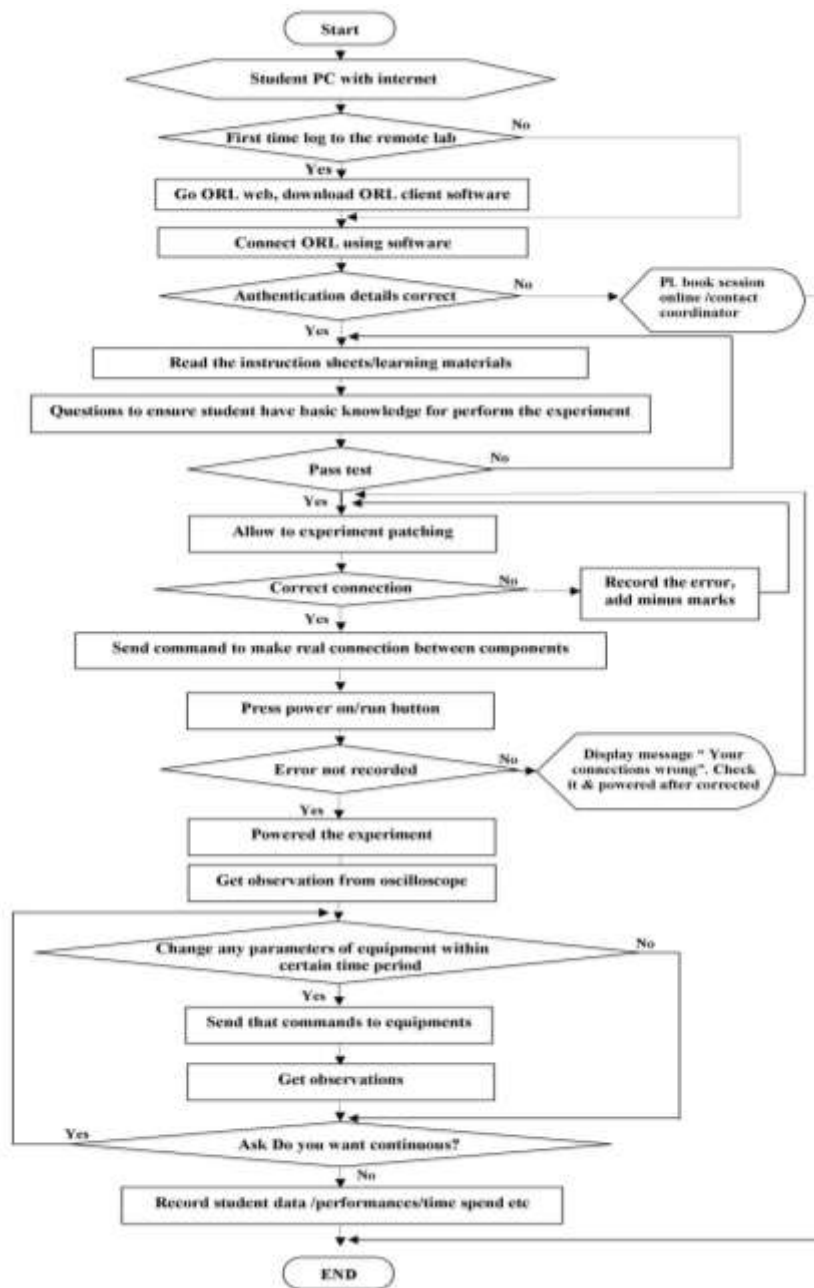 Start
Student PC with internet
First time log to the remote lab
No
Yes
Go ORL web, download ORL client software
Connect ORL using software
Authentication details correct
No
PL book session
online /contact
coordinator
Yes
Read the instruction sheets/learning materials
Questions to ensure student have basic knowledge for perform the experiment
Pass test
No
Yes
Allow to experiment patching
Correct connection
No
Record the error,
add minus marks
Yes
Send command to make real connection between components
Press power on/run button
Error not recorded
No
Display message " Your
connections wrong". Check
it & powered after corrected
Yes
Powered the experiment
Get observation from oscilloscope
Change any parameters of equipment within
certain time period
No
Yes
Send that commands to equipments
Get observations
Yes
Ask Do you want continuous?
No
Record student data /performances/time spend etc
END